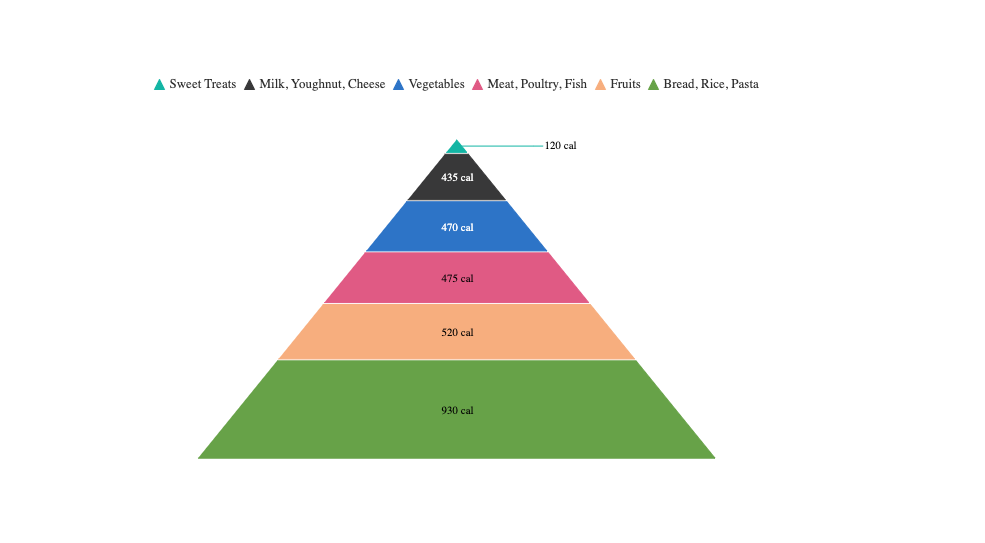 Sweet Treats Milk, Youghnut, Cheese Vegetables Meat, Poultry, Fish Fruits Bread, Rice, Pasta
120 cal
435 cal
470 cal
475 cal
520 cal
930 cal